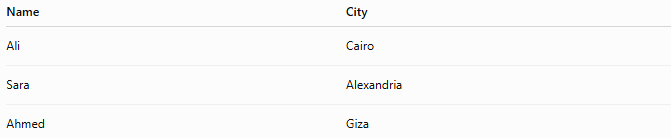 Name City
Ali Cairo
Sara Alexandria
Ahmed Giza